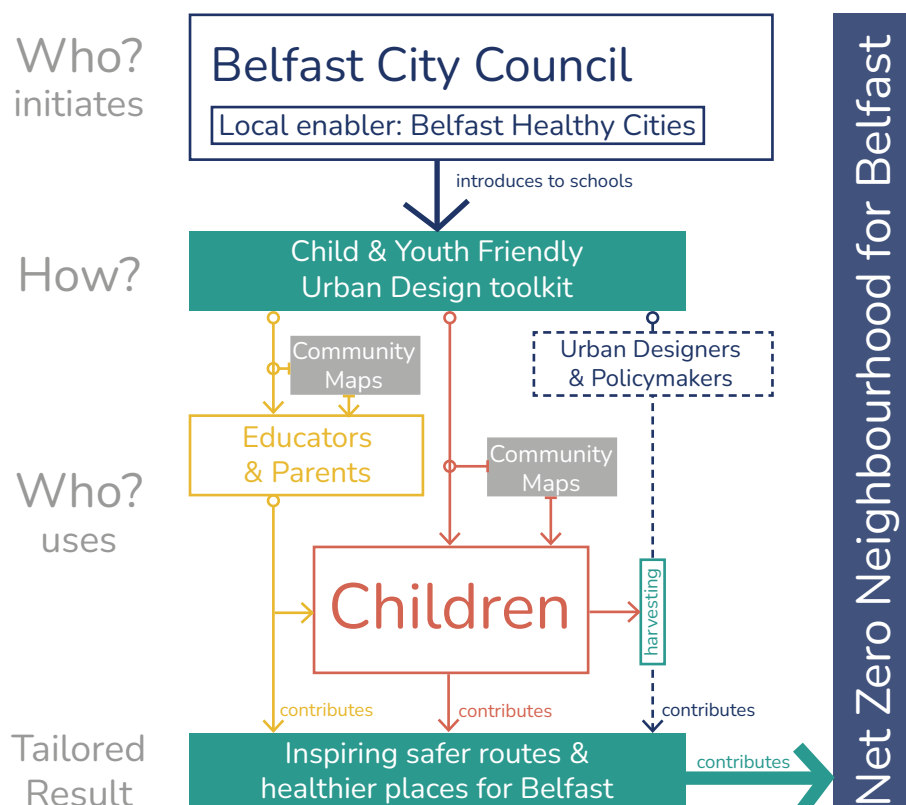 Who?
initiates
Belfast City Council
Local enabler: Belfast Healthy Cities
introduces to schools
How?
Child & Youth Friendly
Urban Design toolkit
Community
Maps
Urban Designers
& Policymakers
Educators
& Parents
Community
Maps
Who?
uses
Children
harvesting
contributes
contributes
contributes
Tailored
Result
Inspiring safer routes &
healthier places for Belfast
contributes
Net Zero Neighbourhood for Belfast